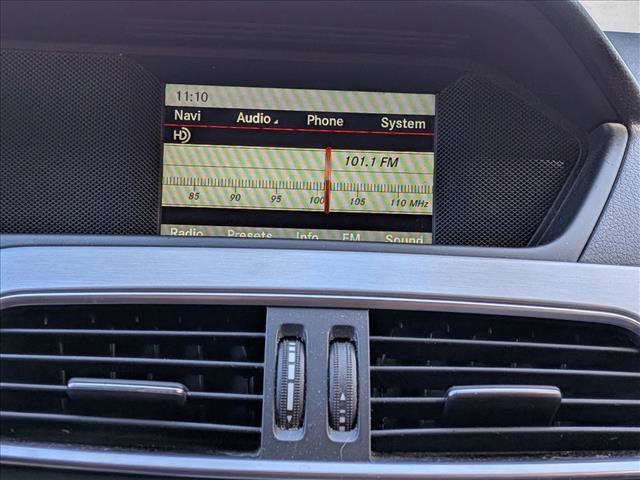 11:10
Navi Audio Phone System
HD
101.1 FM
85 90 95 100 105 110 MHz
Radio Presets Info FM Sound